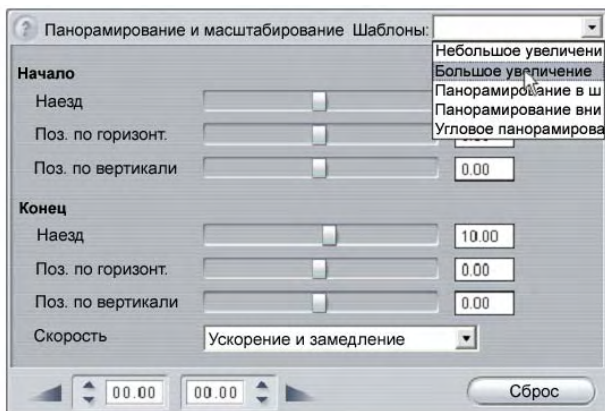 ? Панорамирование и масштабирование Шаблоны:
Небольшое увеличени
Большое увеличение
Панорамирование в ш
Панорамирование вни
Угловое панорамирова
Начало
Наезд
Поз. по горизонт.
Поз. по вертикали 0.00
Конец
Наезд 10.00
Поз. по горизонт. 0.00
Поз. по вертикали 0.00
Скорость Ускорение и замедление
00.00 00.00 Сброс